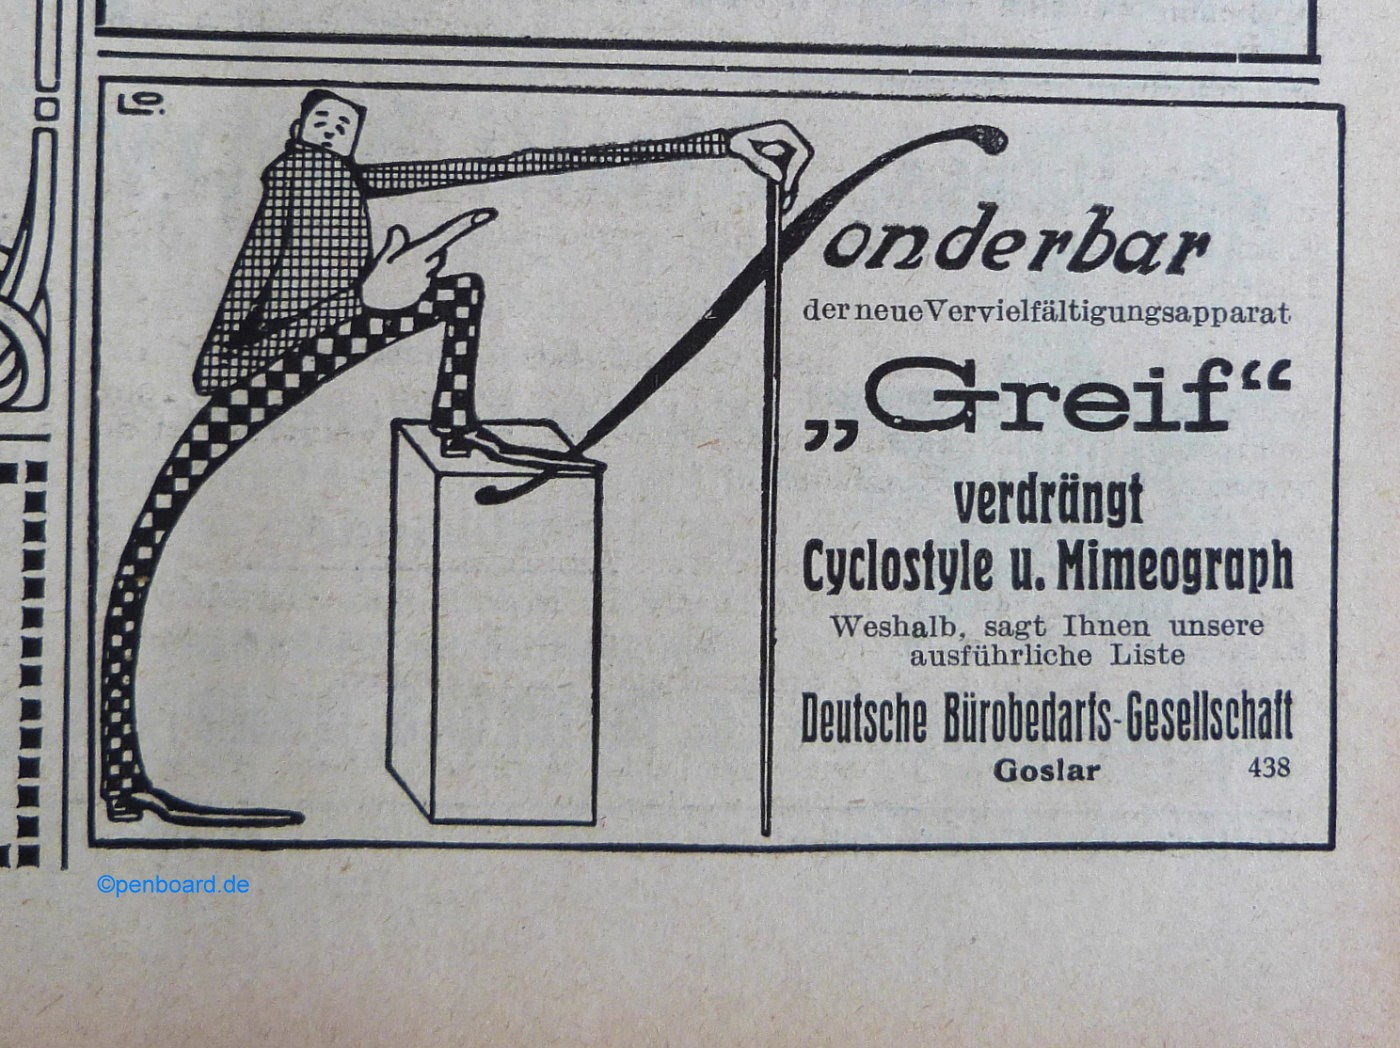 LO.
Sonderbar
der neue Vervielfältigungsapparat
„Greif“
verdrängt
Cyclostyle u. Mimeograph
Weshalb, sagt Ihnen unsere
ausführliche Liste
Deutsche Bürobedarfs-Gesellschaft
Goslar 438
©penboard.de